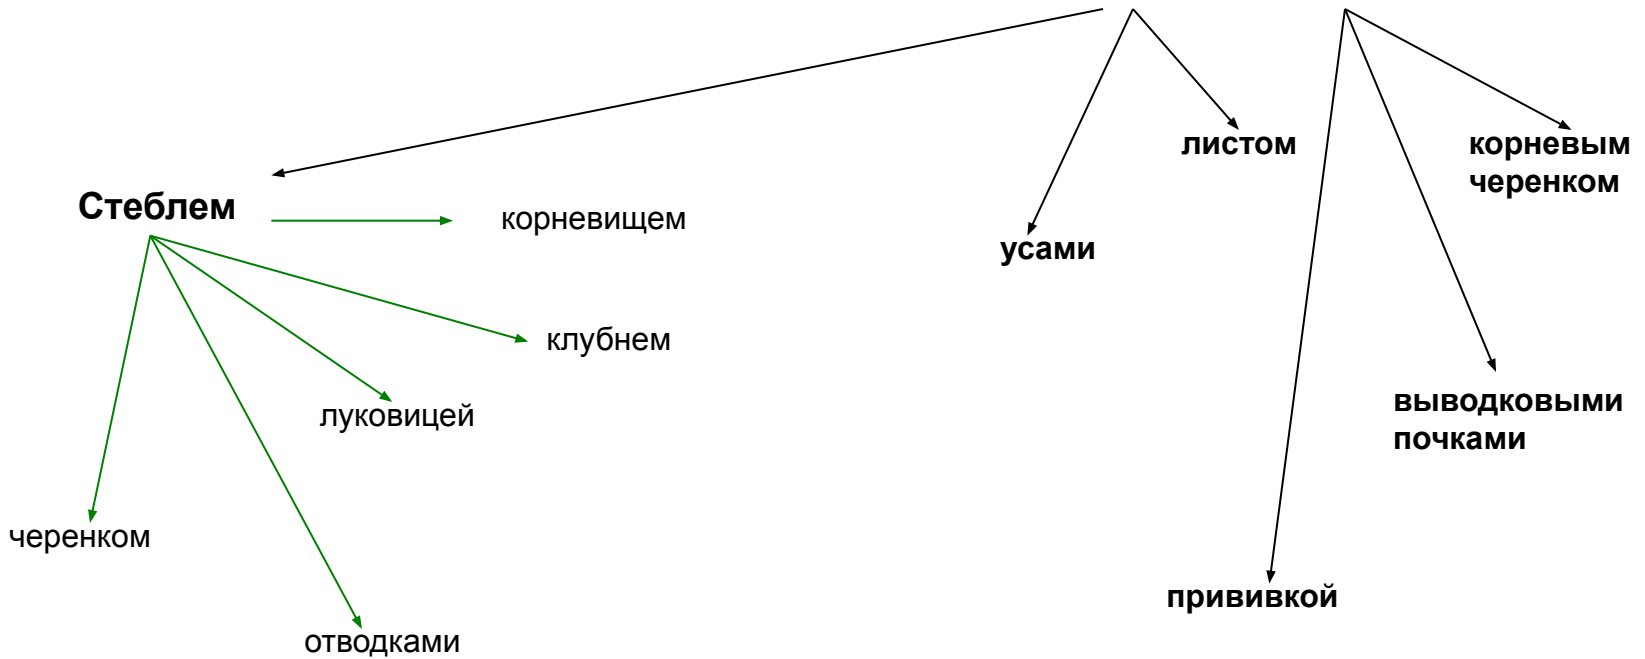 листом
корневым
черенком
Стеблем
корневищем
усами
клубнем
луковицей
выводковыми
почками
черенком
прививкой
отводками